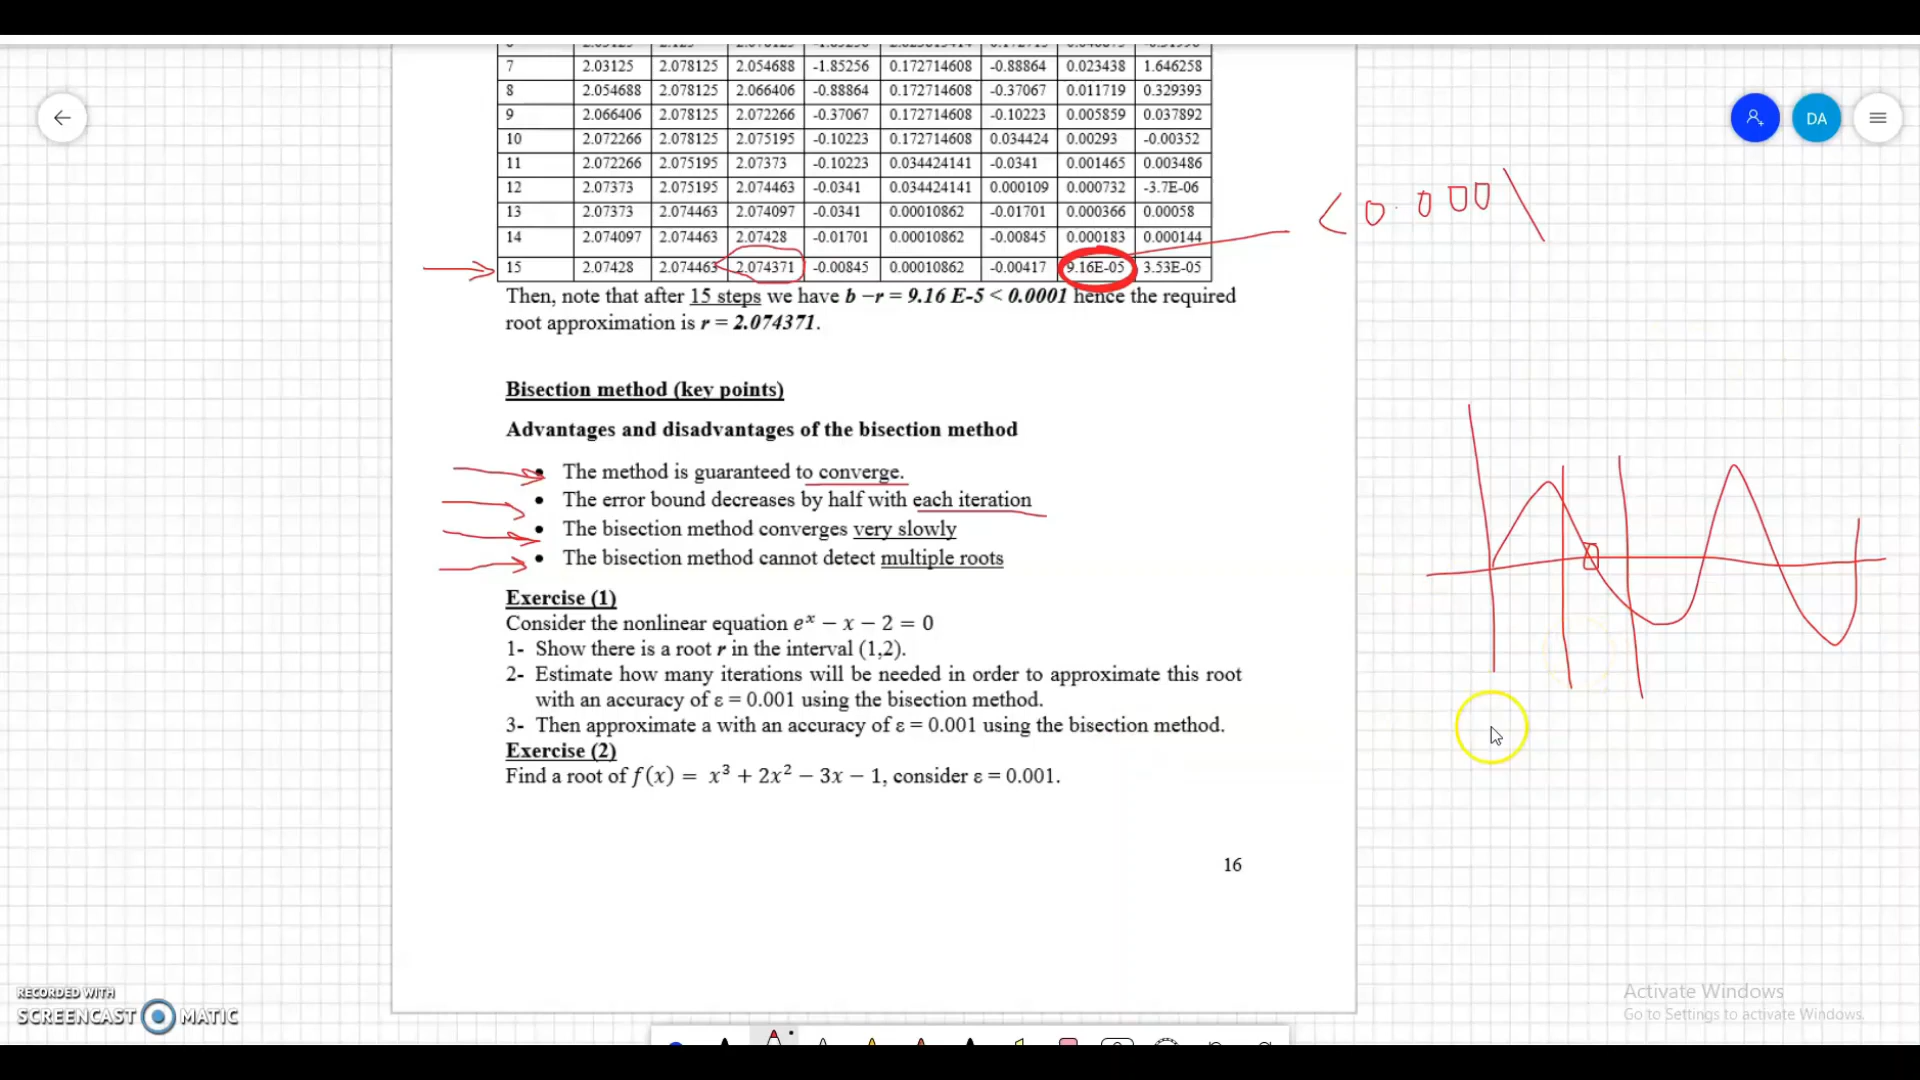 7 2.03125 2.078125 2.054688 -1.85256 0.172714608 -0.88864 0.023438 1.646258
8 2.054688 2.078125 2.066406 -0.88864 0.172714608 -0.37067 0.011719 0.329393
9 2.066406 2.078125 2.072266 -0.37067 0.172714608 -0.10223 0.005859 0.037892
10 2.072266 2.078125 2.075195 -0.10223 0.172714608 0.034424 0.00293 -0.00352
11 2.072266 2.075195 2.07373 -0.10223 0.034424141 -0.0341 0.001465 0.003486
12 2.07373 2.075195 2.074463 -0.0341 0.034424141 0.000109 0.000732 -3.7E-06
13 2.07373 2.074463 2.074097 -0.0341 0.00010862 -0.01701 0.000366 0.00058
14 2.074097 2.074463 2.07428 -0.01701 0.00010862 -0.00845 0.000183 0.000144
15 2.07428 2.074463 2.074371 -0.00845 0.00010862 -0.00417 9.16E-05 3.53E-05
< 0.0001
DA
Then, note that after 15 steps we have b –r = 9.16 E-5 < 0.0001 hence the required
root approximation is r = 2.074371.
Bisection method (key points)
Advantages and disadvantages of the bisection method
• The method is guaranteed to converge.
• The error bound decreases by half with each iteration
• The bisection method converges very slowly
• The bisection method cannot detect multiple roots
Exercise (1)
Consider the nonlinear equation eˣ − x − 2 = 0
1- Show there is a root r in the interval (1,2).
2- Estimate how many iterations will be needed in order to approximate this root
with an accuracy of ε = 0.001 using the bisection method.
3- Then approximate a with an accuracy of ε = 0.001 using the bisection method.
Exercise (2)
Find a root of f(x) = x³ + 2x² − 3x − 1, consider ε = 0.001.
16
RECORDED WITH
SCREENCAST MATIC
Activate Windows
Go to Settings to activate Windows.